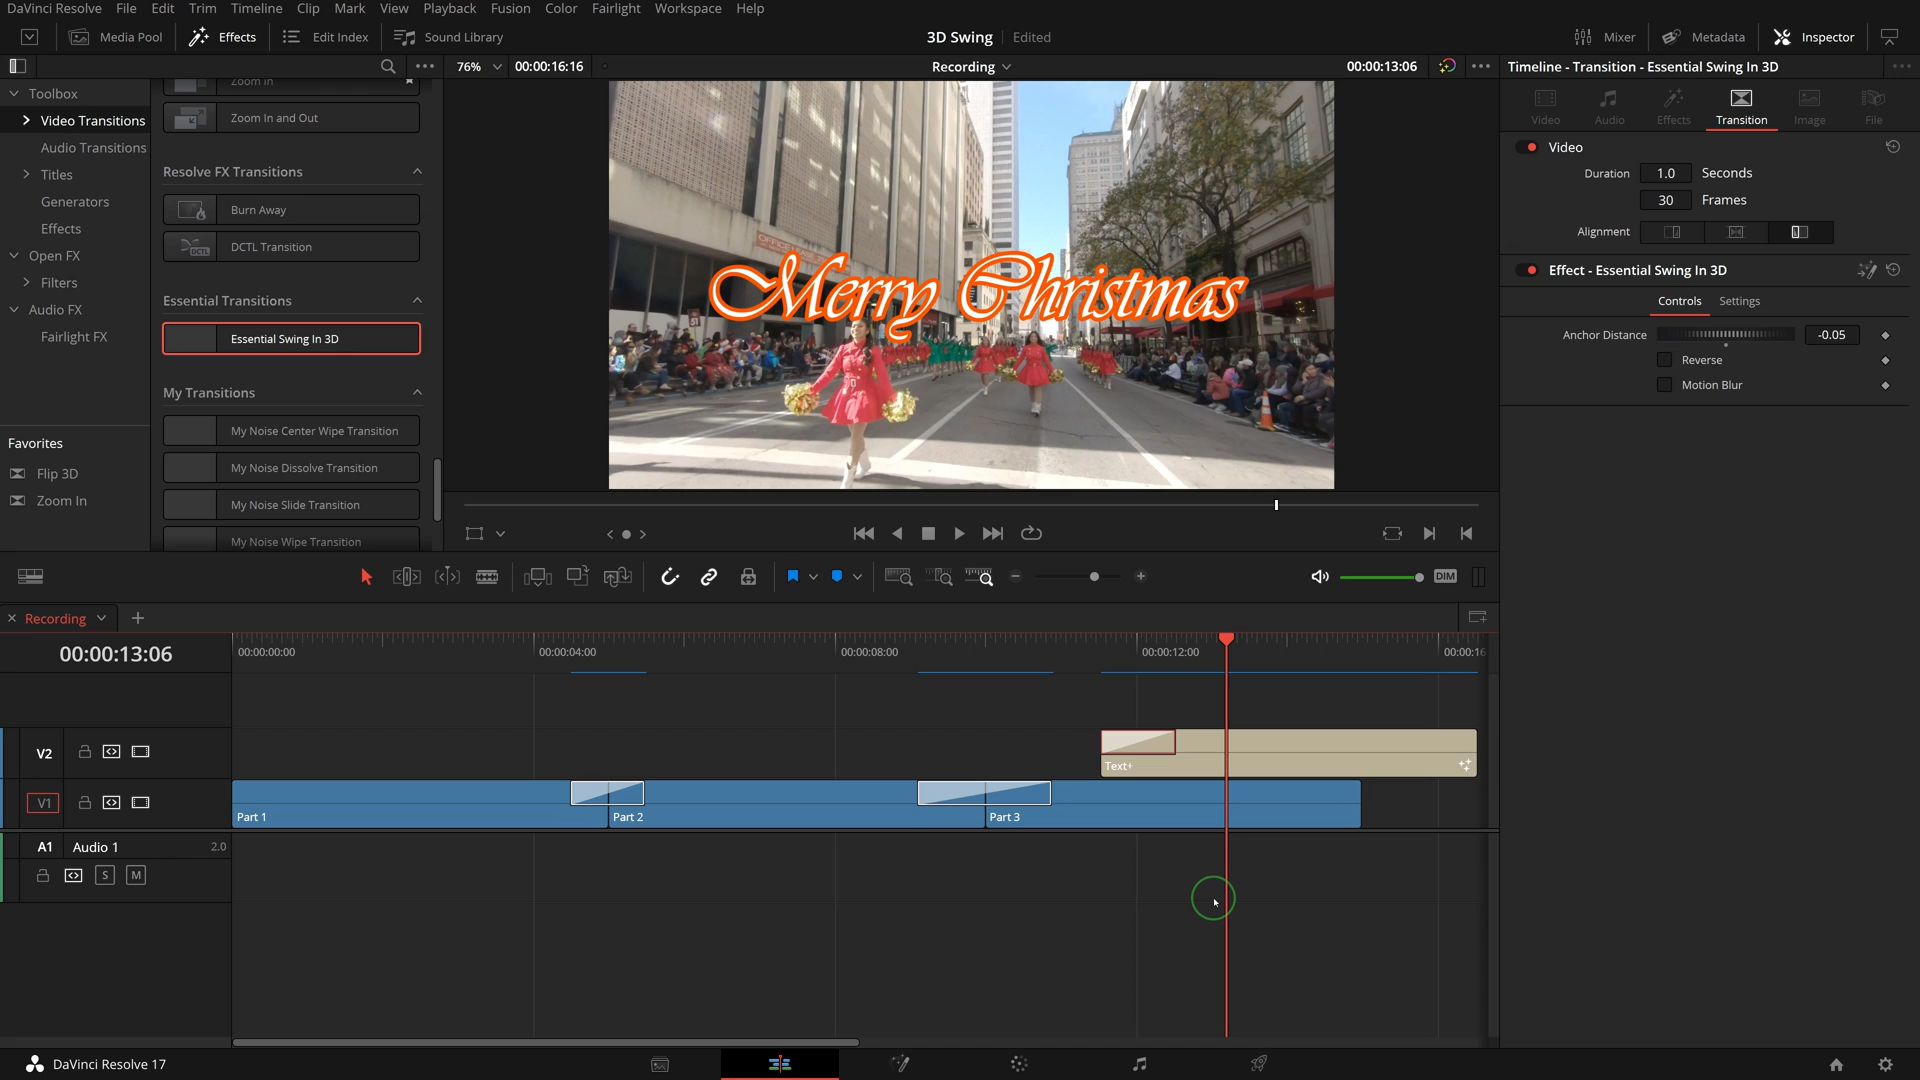 DaVinci Resolve File Edit Trim Timeline Clip Mark View Playback Fusion Color Fairlight Workspace Help
Media Pool Effects Edit Index Sound Library 3D Swing Edited Mixer Metadata Inspector
76% 00:00:16:16 Recording 00:00:13:06 Timeline - Transition - Essential Swing In 3D
Toolbox
Video Transitions
Audio Transitions
Titles
Generators
Effects
Open FX
Filters
Audio FX
Fairlight FX
Favorites
Flip 3D
Zoom In
Zoom In
Zoom In and Out
Resolve FX Transitions
Burn Away
DCTL Transition
Essential Transitions
Essential Swing In 3D
My Transitions
My Noise Center Wipe Transition
My Noise Dissolve Transition
My Noise Slide Transition
My Noise Wipe Transition
Merry Christmas
51
Video Audio Effects Transition Image File
Video
Duration 1.0 Seconds
30 Frames
Alignment
Effect - Essential Swing In 3D
Controls Settings
Anchor Distance -0.05
Reverse
Motion Blur
DIM
Recording
00:00:13:06
00:00:00:00 00:00:04:00 00:00:08:00 00:00:12:00 00:00:16
V2
Text+
V1
Part 1 Part 2 Part 3
A1 Audio 1 2.0
S M
DaVinci Resolve 17